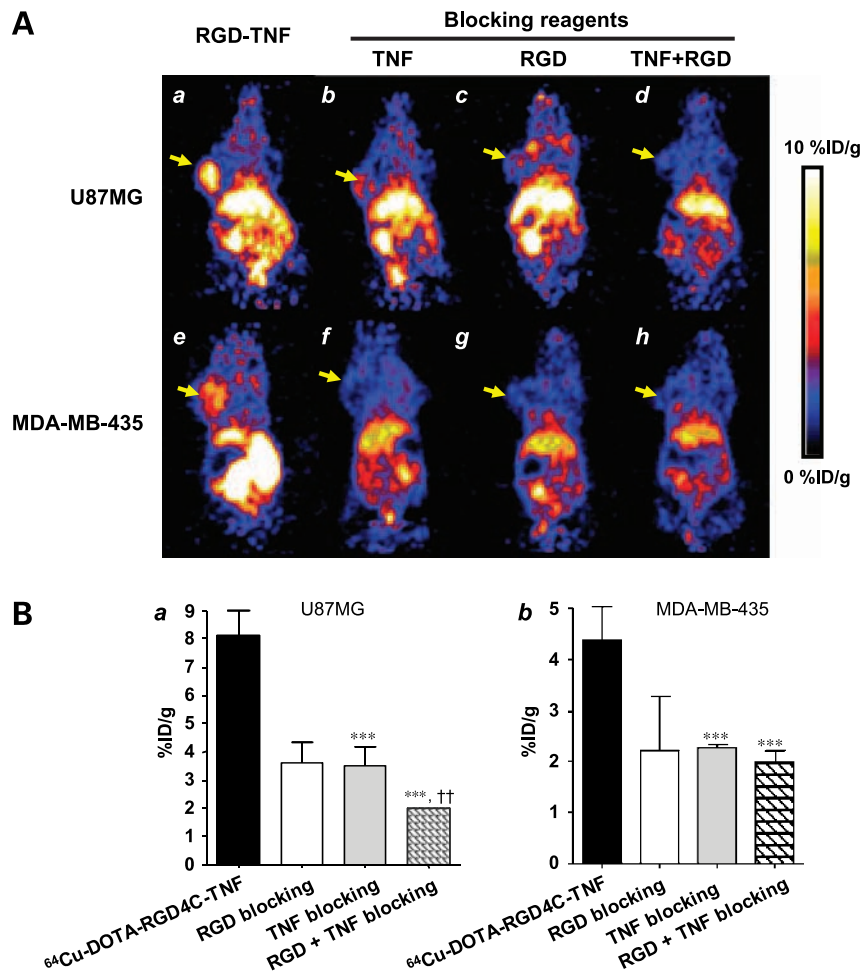 A
RGD-TNF
Blocking reagents
TNF
RGD
TNF+RGD
a
b
c
d
10 %ID/g
U87MG
e
f
g
h
MDA-MB-435
0 %ID/g
B
a
U87MG
9
8
7
6
5
4
3
2
1
0
%ID/g
***
***, ††
64Cu-DOTA-RGD4C-TNF
RGD blocking
TNF blocking
RGD + TNF blocking
b
MDA-MB-435
5
4
3
2
1
0
%ID/g
***
***
64Cu-DOTA-RGD4C-TNF
RGD blocking
TNF blocking
RGD + TNF blocking